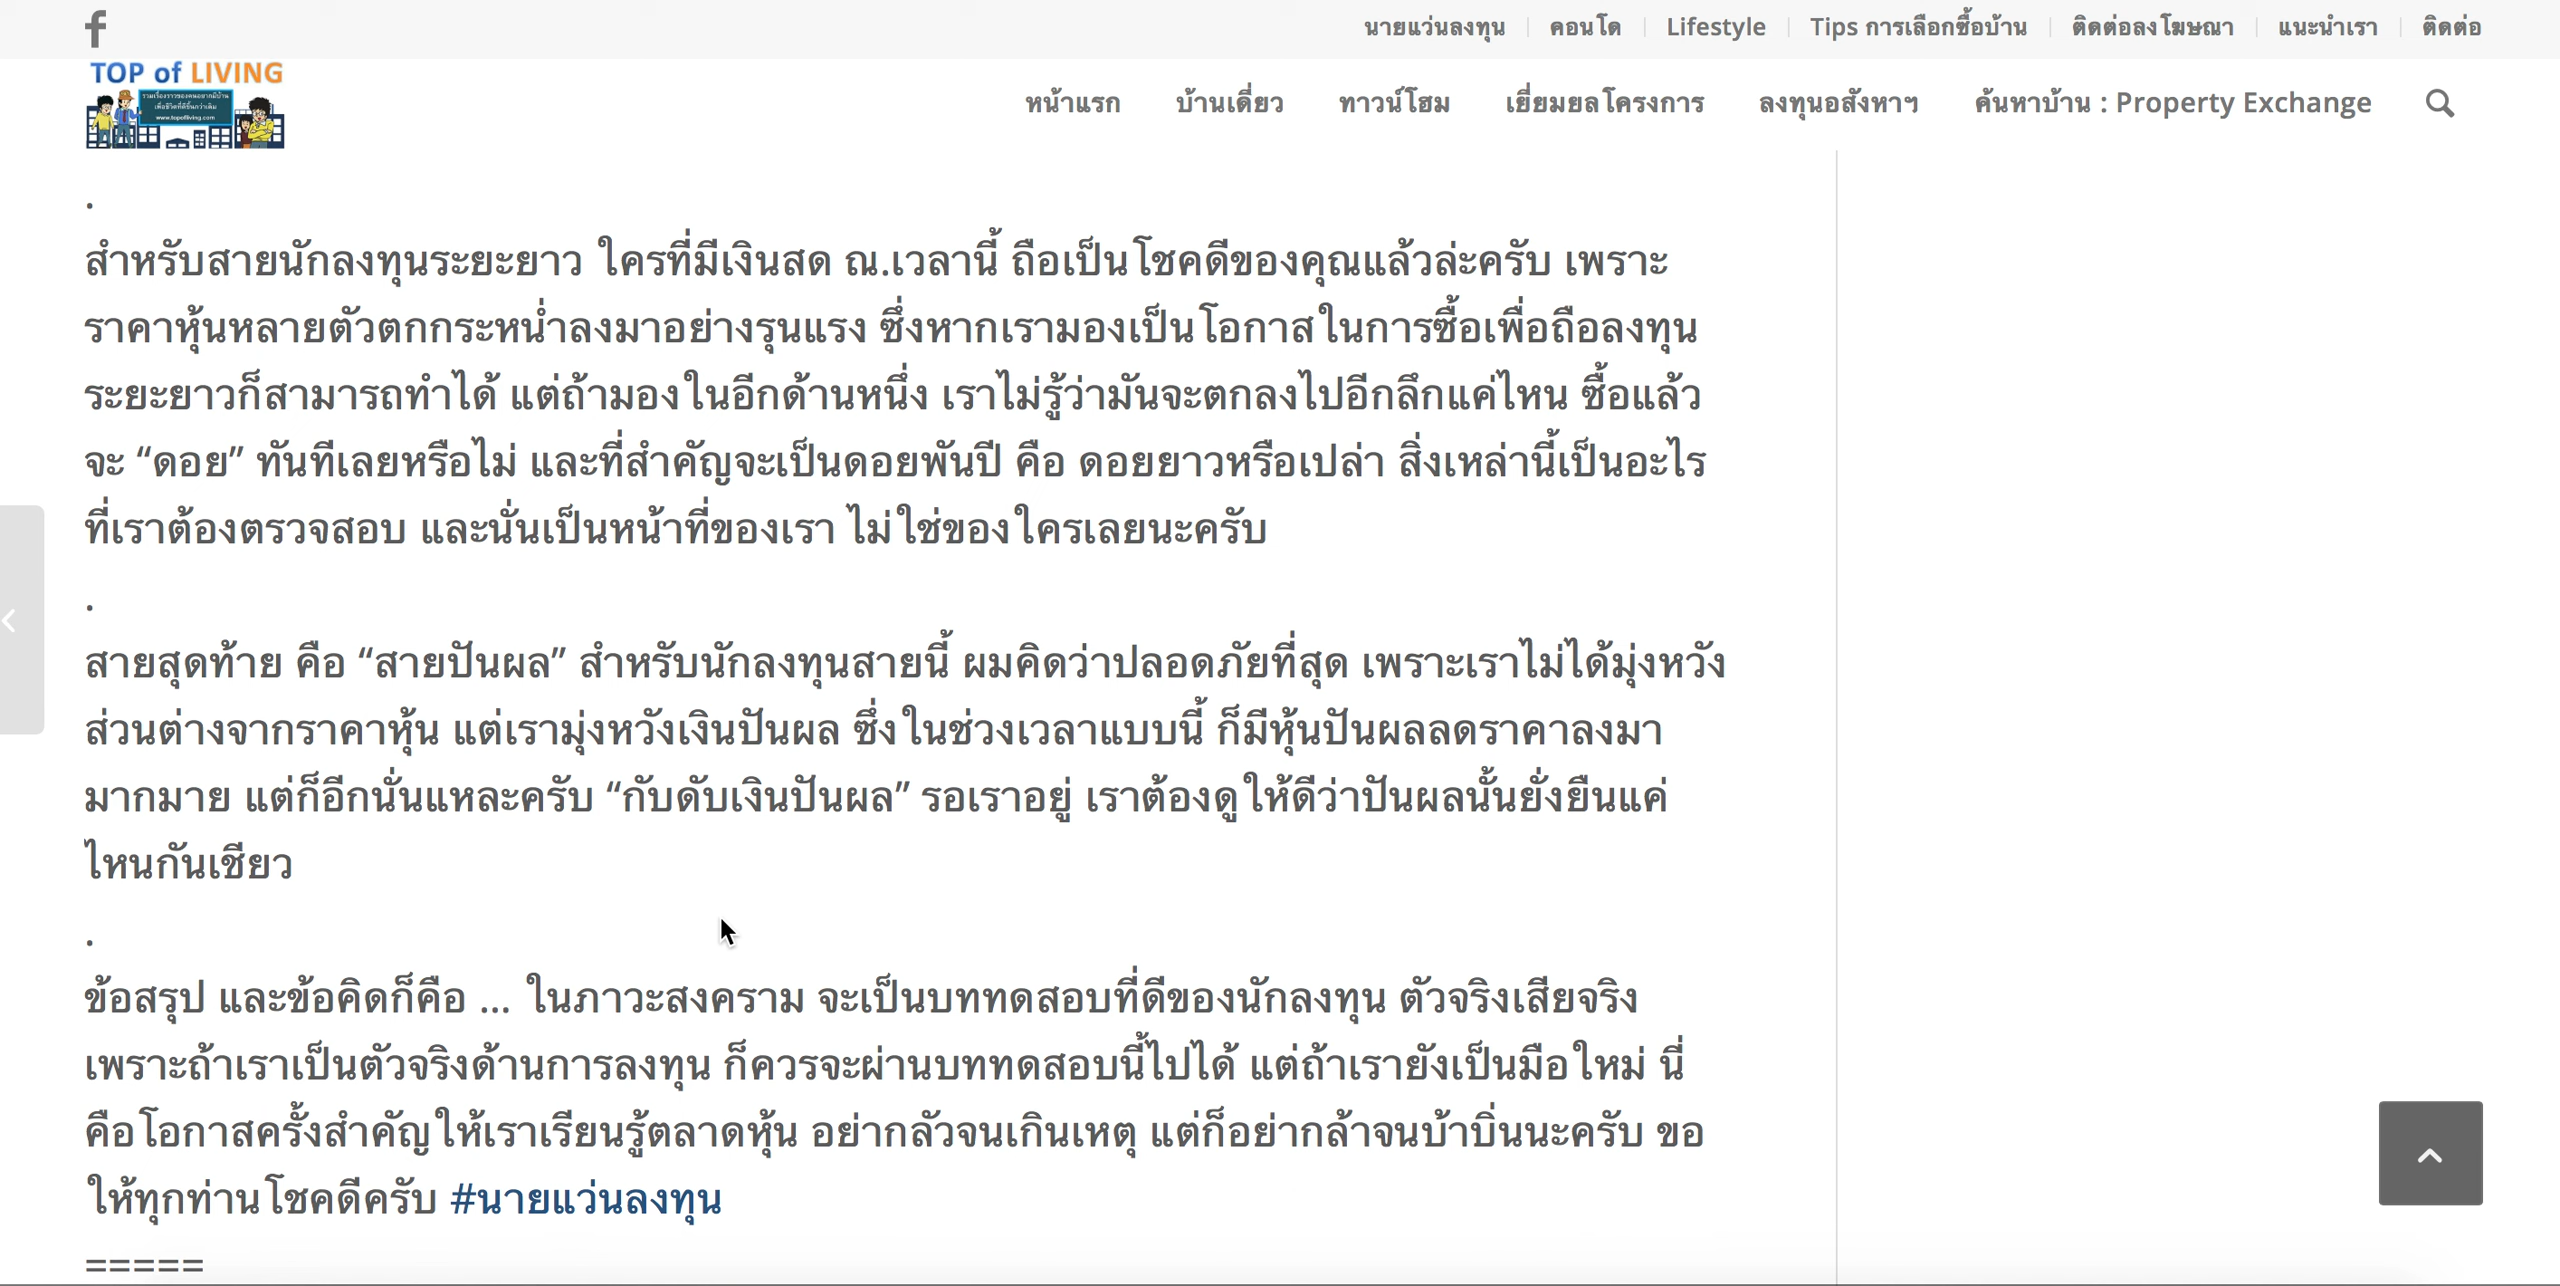 นายแว่นลงทุน คอนโด Lifestyle Tips การเลือกซื้อบ้าน ติดต่อลงโฆษณา แนะนำเรา ติดต่อ
TOP of LIVING
รวมเรื่องราวของคนอยากมีบ้าน
เพื่อชีวิตที่ดีขึ้นกว่าเดิม
www.topofliving.com
หน้าแรก บ้านเดี่ยว ทาวน์โฮม เยี่ยมยลโครงการ ลงทุนอสังหาฯ ค้นหาบ้าน : Property Exchange
.
สำหรับสายนักลงทุนระยะยาว ใครที่มีเงินสด ณ.เวลานี้ ถือเป็นโชคดีของคุณแล้วล่ะครับ เพราะ
ราคาหุ้นหลายตัวตกกระหน่ำลงมาอย่างรุนแรง ซึ่งหากเรามองเป็นโอกาสในการซื้อเพื่อถือลงทุน
ระยะยาวก็สามารถทำได้ แต่ถ้ามองในอีกด้านหนึ่ง เราไม่รู้ว่ามันจะตกลงไปอีกลึกแค่ไหน ซื้อแล้ว
จะ “ดอย” ทันทีเลยหรือไม่ และที่สำคัญจะเป็นดอยพันปี คือ ดอยยาวหรือเปล่า สิ่งเหล่านี้เป็นอะไร
ที่เราต้องตรวจสอบ และนั่นเป็นหน้าที่ของเรา ไม่ใช่ของใครเลยนะครับ
.
สายสุดท้าย คือ “สายปันผล” สำหรับนักลงทุนสายนี้ ผมคิดว่าปลอดภัยที่สุด เพราะเราไม่ได้มุ่งหวัง
ส่วนต่างจากราคาหุ้น แต่เรามุ่งหวังเงินปันผล ซึ่งในช่วงเวลาแบบนี้ ก็มีหุ้นปันผลลดราคาลงมา
มากมาย แต่ก็อีกนั่นแหละครับ “กับดับเงินปันผล” รอเราอยู่ เราต้องดูให้ดีว่าปันผลนั้นยั่งยืนแค่
ไหนกันเชียว
.
ข้อสรุป และข้อคิดก็คือ ... ในภาวะสงคราม จะเป็นบททดสอบที่ดีของนักลงทุน ตัวจริงเสียจริง
เพราะถ้าเราเป็นตัวจริงด้านการลงทุน ก็ควรจะผ่านบททดสอบนี้ไปได้ แต่ถ้าเรายังเป็นมือใหม่ นี่
คือโอกาสครั้งสำคัญให้เราเรียนรู้ตลาดหุ้น อย่ากลัวจนเกินเหตุ แต่ก็อย่ากล้าจนบ้าบิ่นนะครับ ขอ
ให้ทุกท่านโชคดีครับ #นายแว่นลงทุน
=====